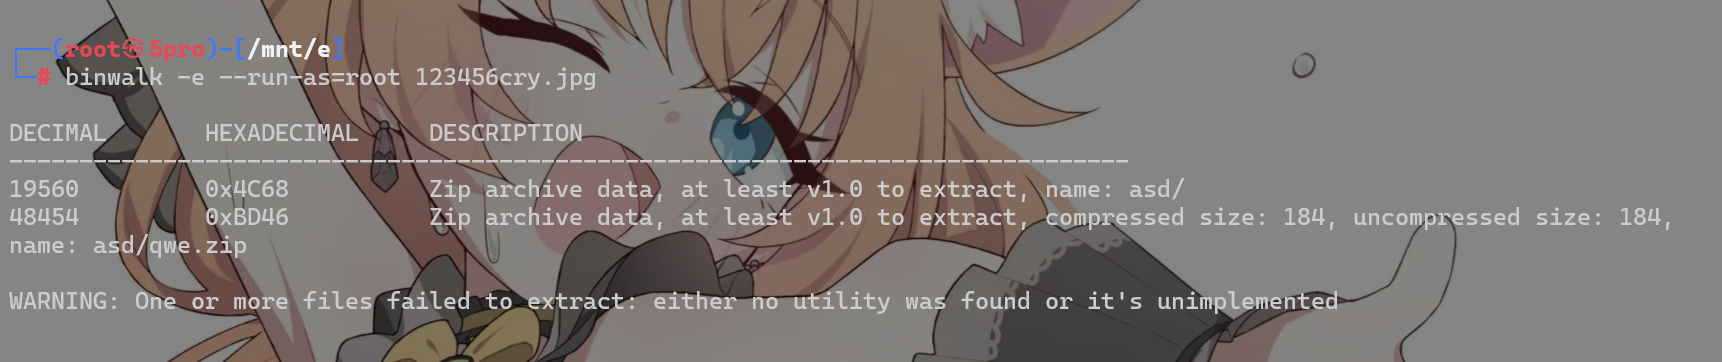 ┌──(root㉿5pro)-[/mnt/e]
└─# binwalk -e --run-as=root 123456cry.jpg
DECIMAL       HEXADECIMAL     DESCRIPTION
--------------------------------------------------------------------------------
19560         0x4C68          Zip archive data, at least v1.0 to extract, name: asd/
48454         0xBD46          Zip archive data, at least v1.0 to extract, compressed size: 184, uncompressed size: 184,
name: asd/qwe.zip
WARNING: One or more files failed to extract: either no utility was found or it's unimplemented